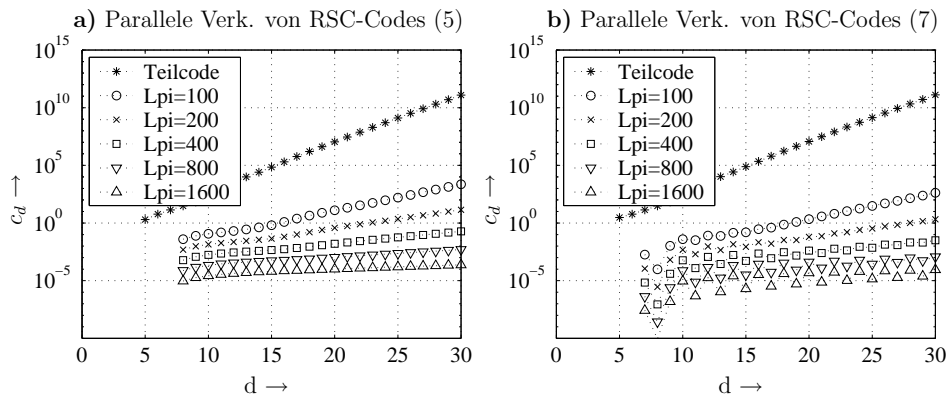 a) Parallele Verk. von RSC-Codes (5)
10^15
10^10
10^5
10^0
10^−5
c_d →
Teilcode
Lpi=100
Lpi=200
Lpi=400
Lpi=800
Lpi=1600
0 5 10 15 20 25 30
d →
b) Parallele Verk. von RSC-Codes (7)
10^15
10^10
10^5
10^0
10^−5
c_d →
Teilcode
Lpi=100
Lpi=200
Lpi=400
Lpi=800
Lpi=1600
0 5 10 15 20 25 30
d →